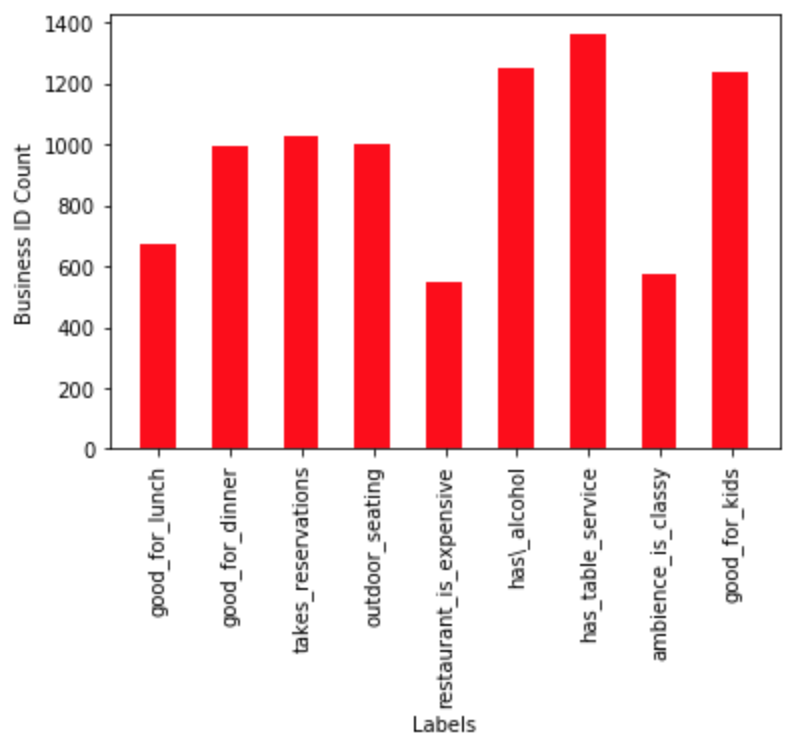 1400
1200
1000
800
600
400
200
0
Business ID Count
good_for_lunch
good_for_dinner
takes_reservations
outdoor_seating
restaurant_is_expensive
has\_alcohol
has_table_service
ambience_is_classy
good_for_kids
Labels